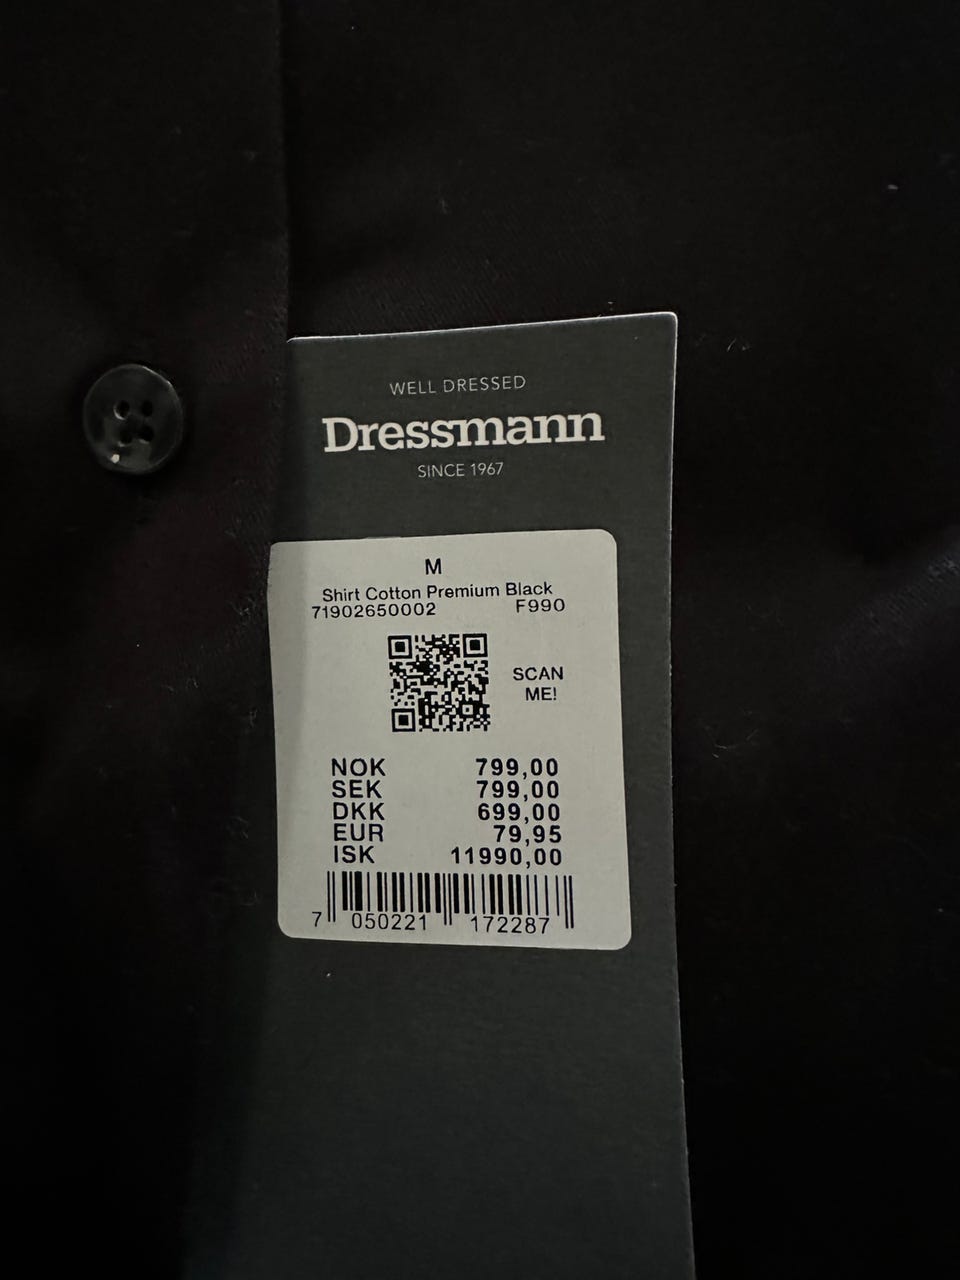 WELL DRESSED
Dressmann
SINCE 1967
M
Shirt Cotton Premium Black
71902650002 F990
SCAN
ME!
NOK 799,00
SEK 799,00
DKK 699,00
EUR 79,95
ISK 11990,00
7 050221 172287